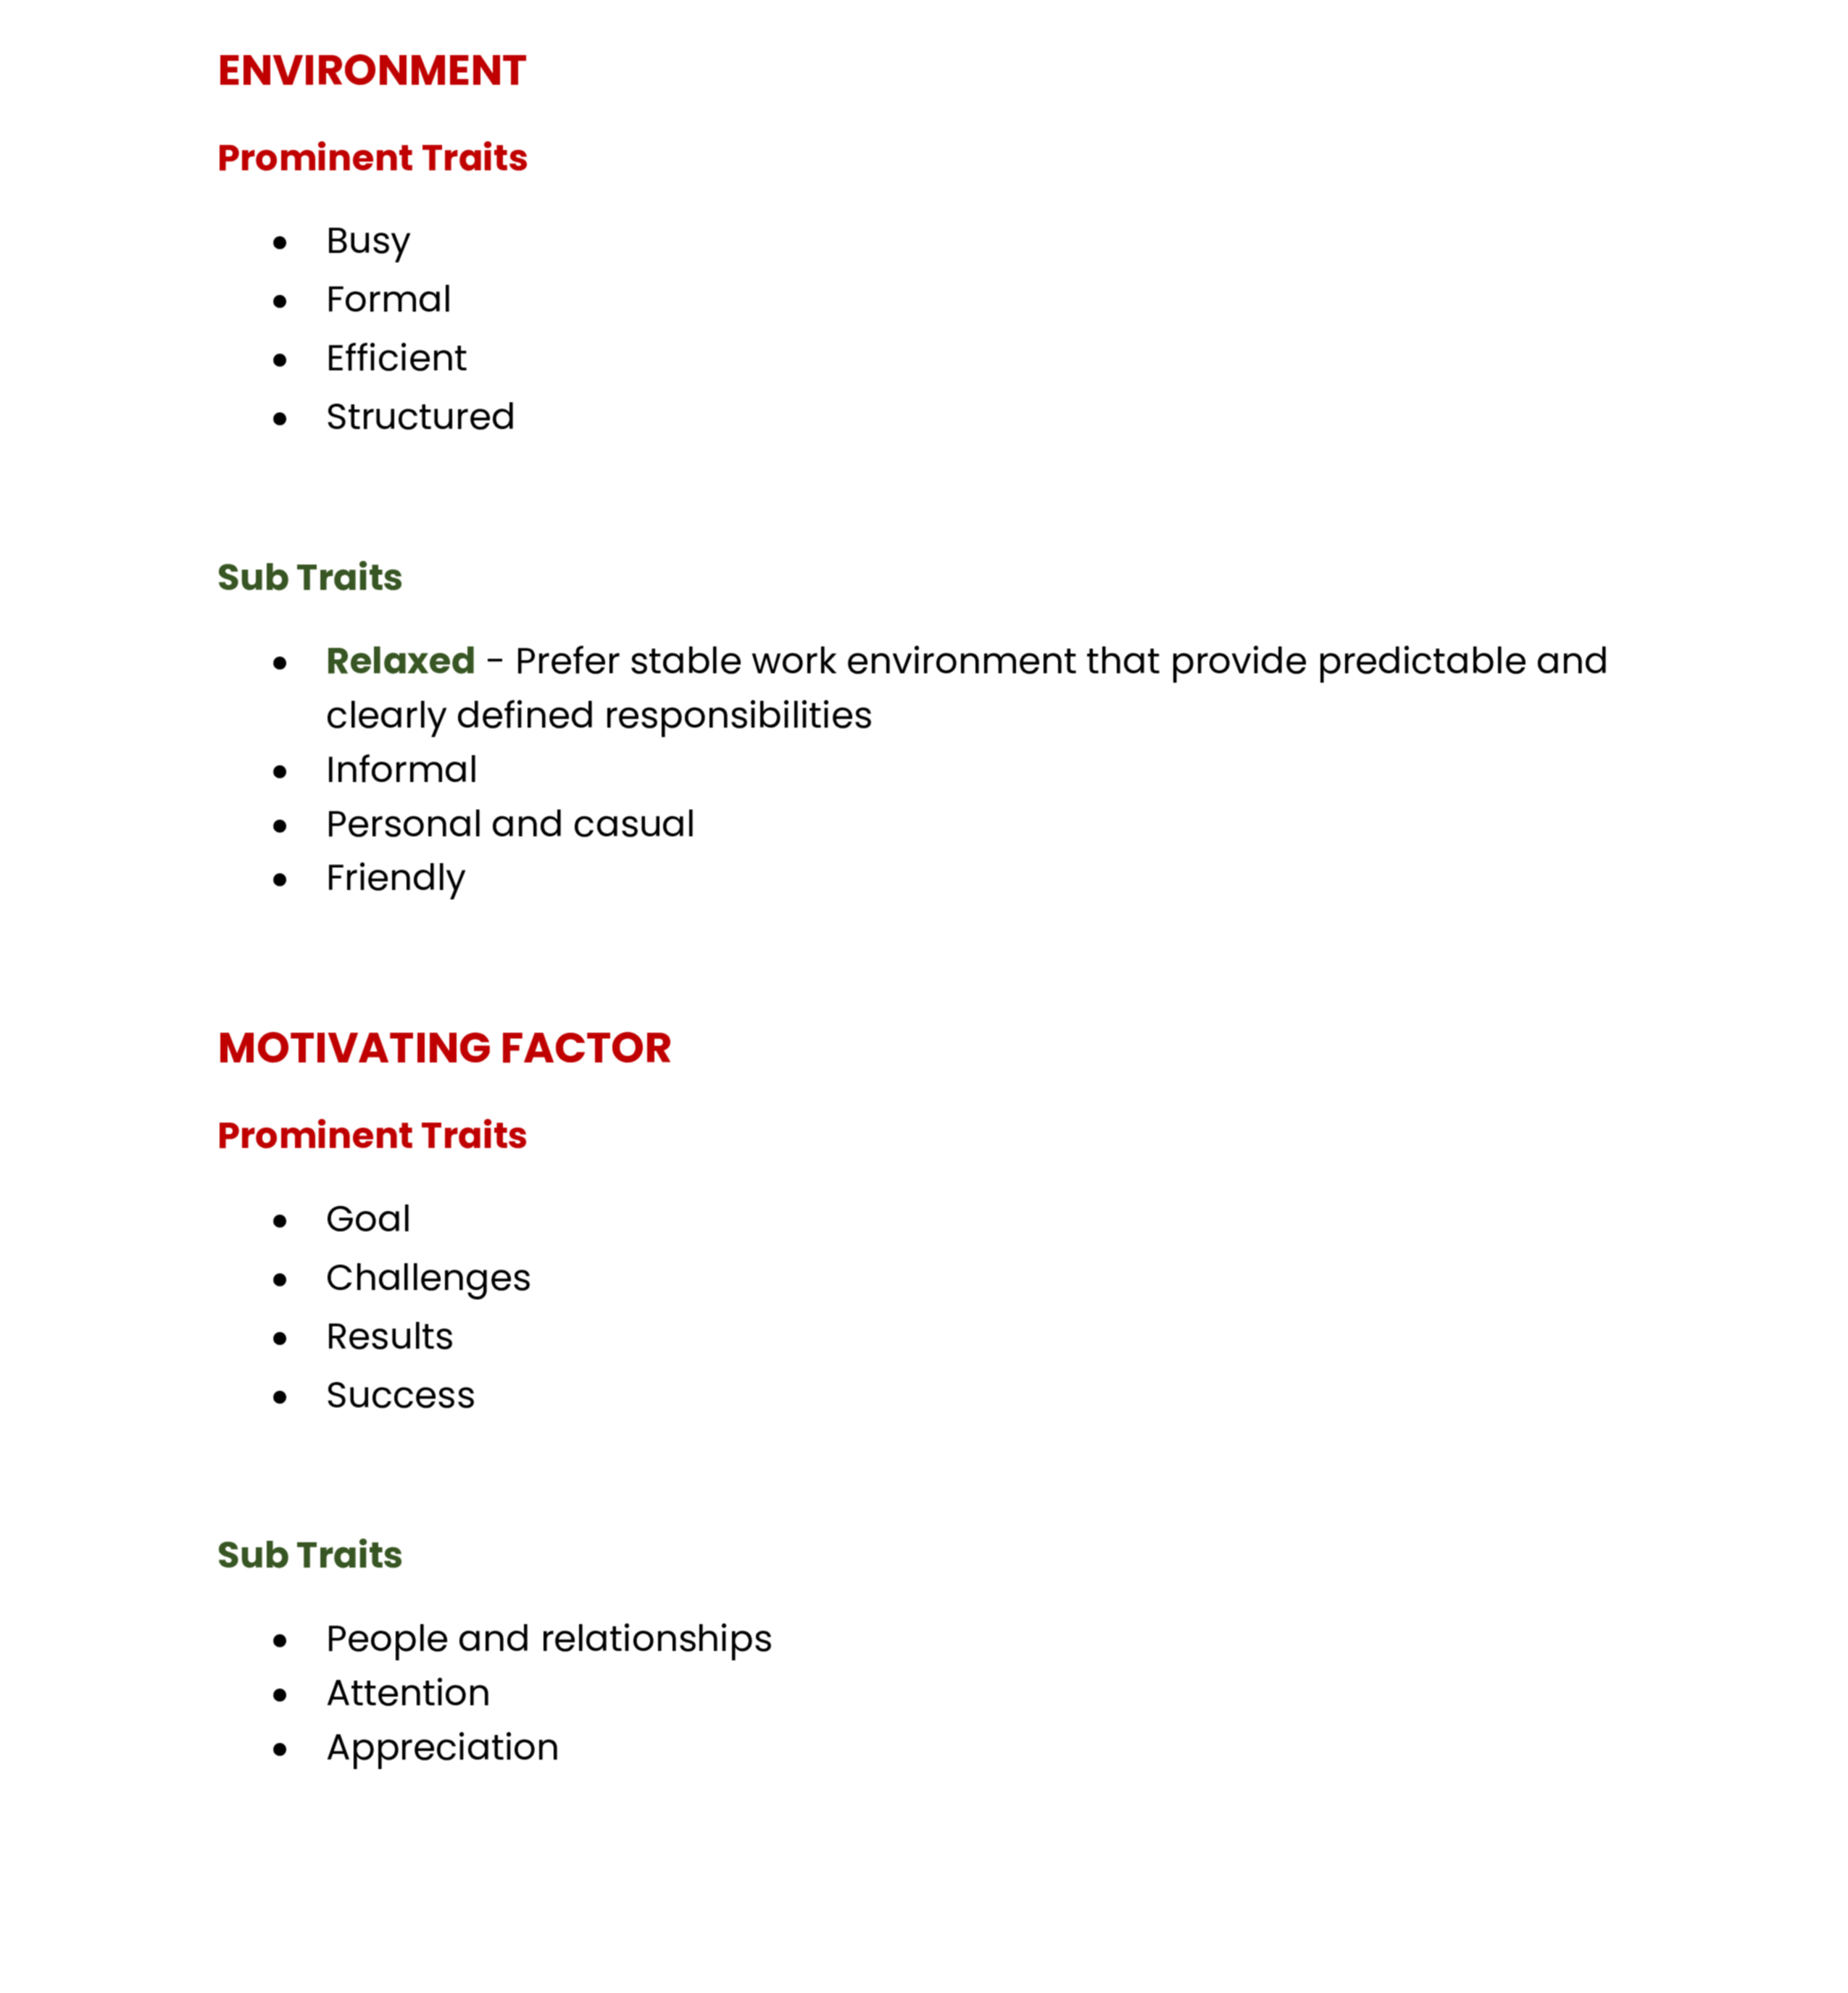 ENVIRONMENT
Prominent Traits
● Busy
● Formal
● Efficient
● Structured
Sub Traits
● Relaxed - Prefer stable work environment that provide predictable and
clearly defined responsibilities
● Informal
● Personal and casual
● Friendly
MOTIVATING FACTOR
Prominent Traits
● Goal
● Challenges
● Results
● Success
Sub Traits
● People and relationships
● Attention
● Appreciation